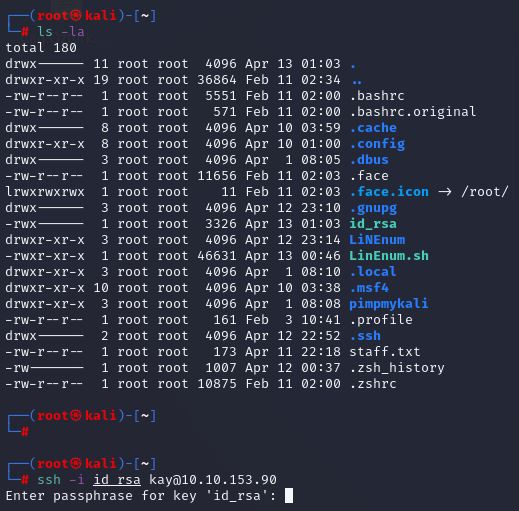 ┌──(root㉿kali)-[~]
└─# ls -la
total 180
drwx------ 11 root root  4096 Apr 13 01:03 .
drwxr-xr-x 19 root root 36864 Feb 11 02:34 ..
-rw-r--r--  1 root root  5551 Feb 11 02:00 .bashrc
-rw-r--r--  1 root root   571 Feb 11 02:00 .bashrc.original
drwx------  8 root root  4096 Apr 10 03:59 .cache
drwxr-xr-x  8 root root  4096 Apr 10 01:00 .config
drwx------  3 root root  4096 Apr  1 08:05 .dbus
-rw-r--r--  1 root root 11656 Feb 11 02:03 .face
lrwxrwxrwx  1 root root    11 Feb 11 02:03 .face.icon -> /root/
drwx------  3 root root  4096 Apr 12 23:10 .gnupg
-rwx------  1 root root  3326 Apr 13 01:03 id_rsa
drwxr-xr-x  3 root root  4096 Apr 12 23:14 LiNEnum
-rwxr-xr-x  1 root root 46631 Apr 13 00:46 LinEnum.sh
drwxr-xr-x  3 root root  4096 Apr  1 08:10 .local
drwxr-xr-x 10 root root  4096 Apr 10 03:38 .msf4
drwxr-xr-x  3 root root  4096 Apr  1 08:08 pimpmykali
-rw-r--r--  1 root root   161 Feb  3 10:41 .profile
drwx------  2 root root  4096 Apr 12 22:52 .ssh
-rw-r--r--  1 root root   173 Apr 11 22:18 staff.txt
-rw-------  1 root root  1007 Apr 12 00:37 .zsh_history
-rw-r--r--  1 root root 10875 Feb 11 02:00 .zshrc
┌──(root㉿kali)-[~]
└─#
┌──(root㉿kali)-[~]
└─# ssh -i id_rsa kay@10.10.153.90
Enter passphrase for key 'id_rsa':